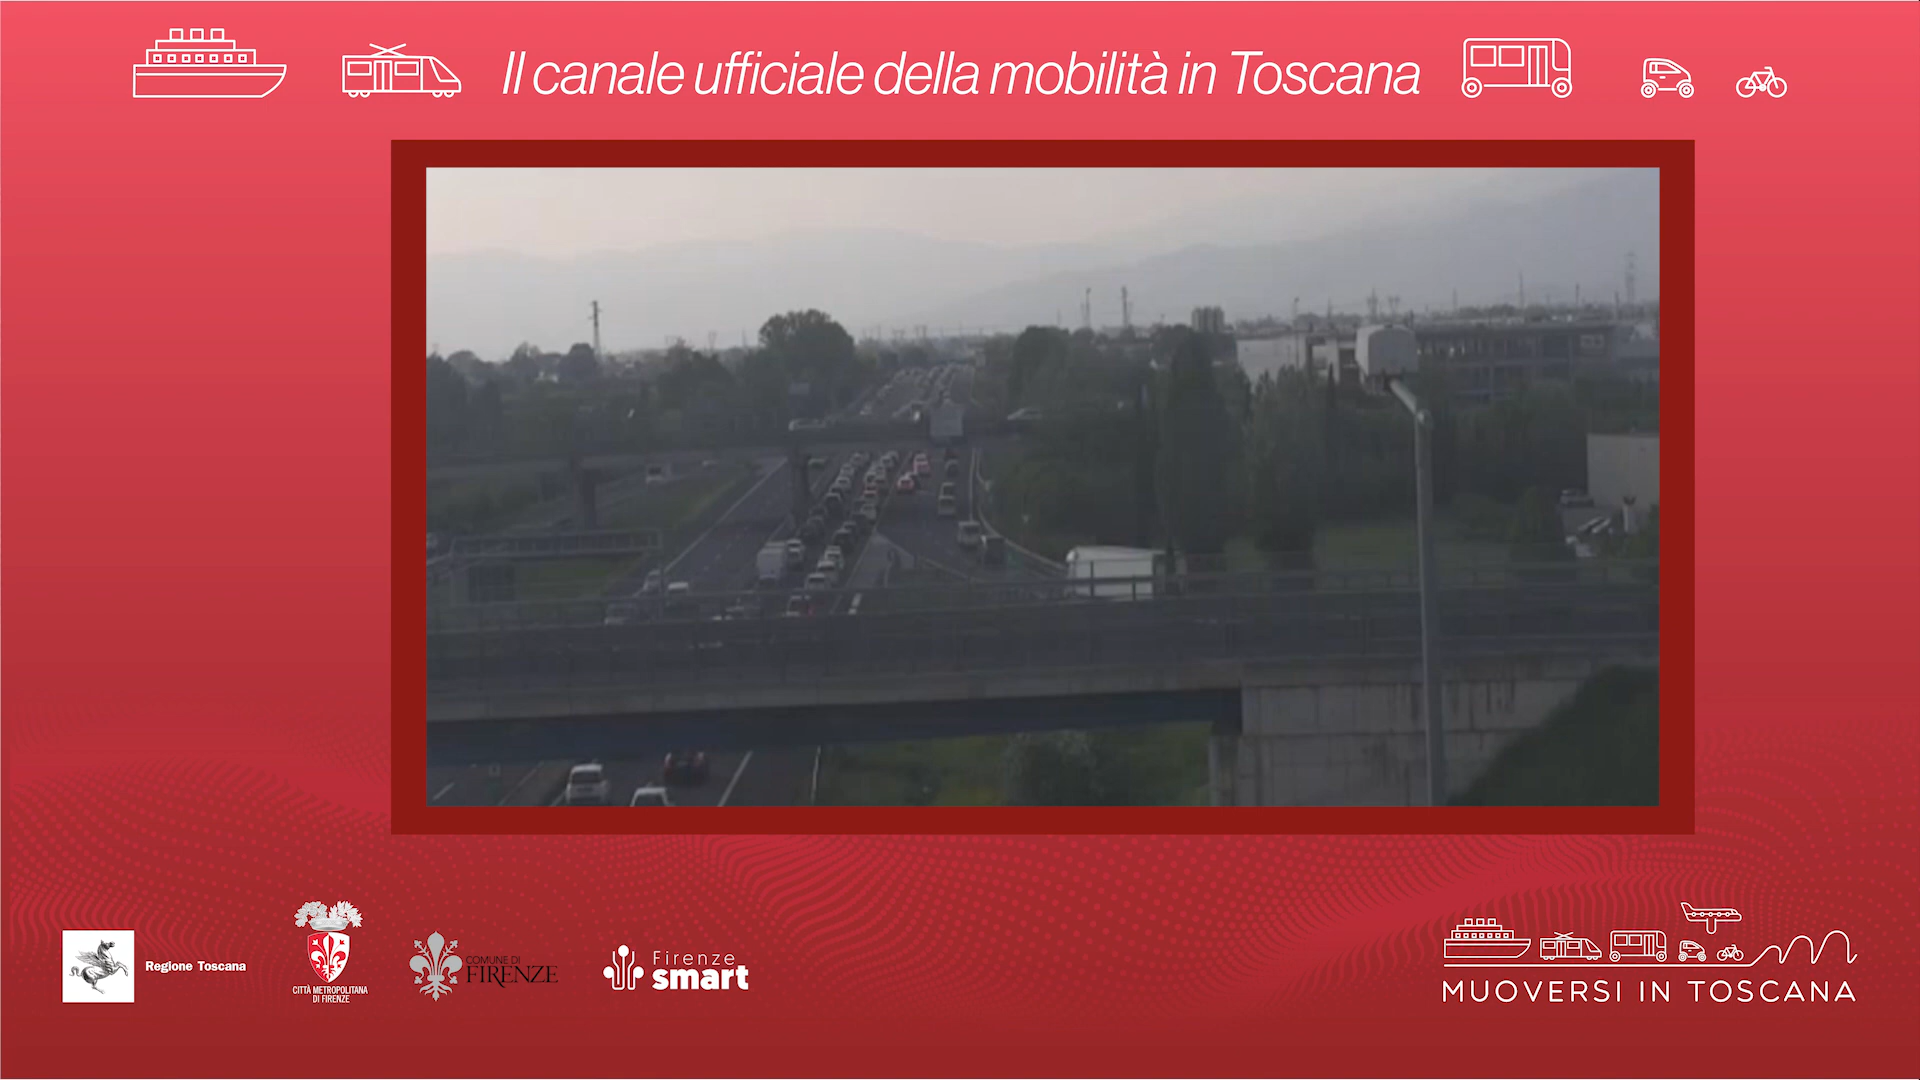 Il canale ufficiale della mobilità in Toscana
Regione Toscana
CITTÀ METROPOLITANA
DI FIRENZE
COMUNE DI
FIRENZE
Firenze
smart
MUOVERSI IN TOSCANA